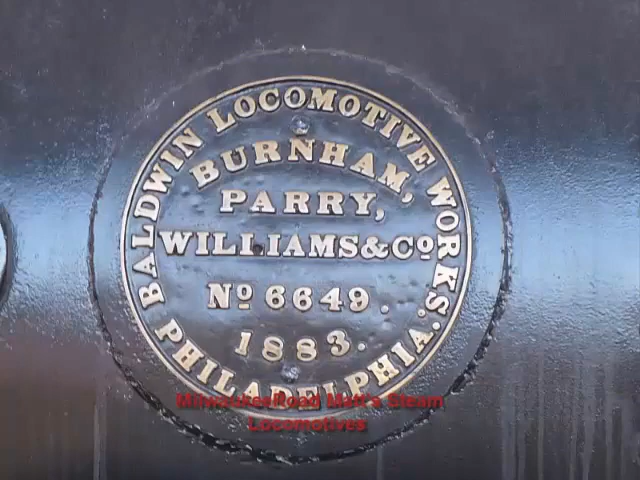 BALDWIN LOCOMOTIVE WORKS.
BURNHAM,
PARRY,
WILLIAMS & Co
No 6649.
1883.
PHILADELPHIA.
MilwaukeeRoad Matt's Steam
Locomotives